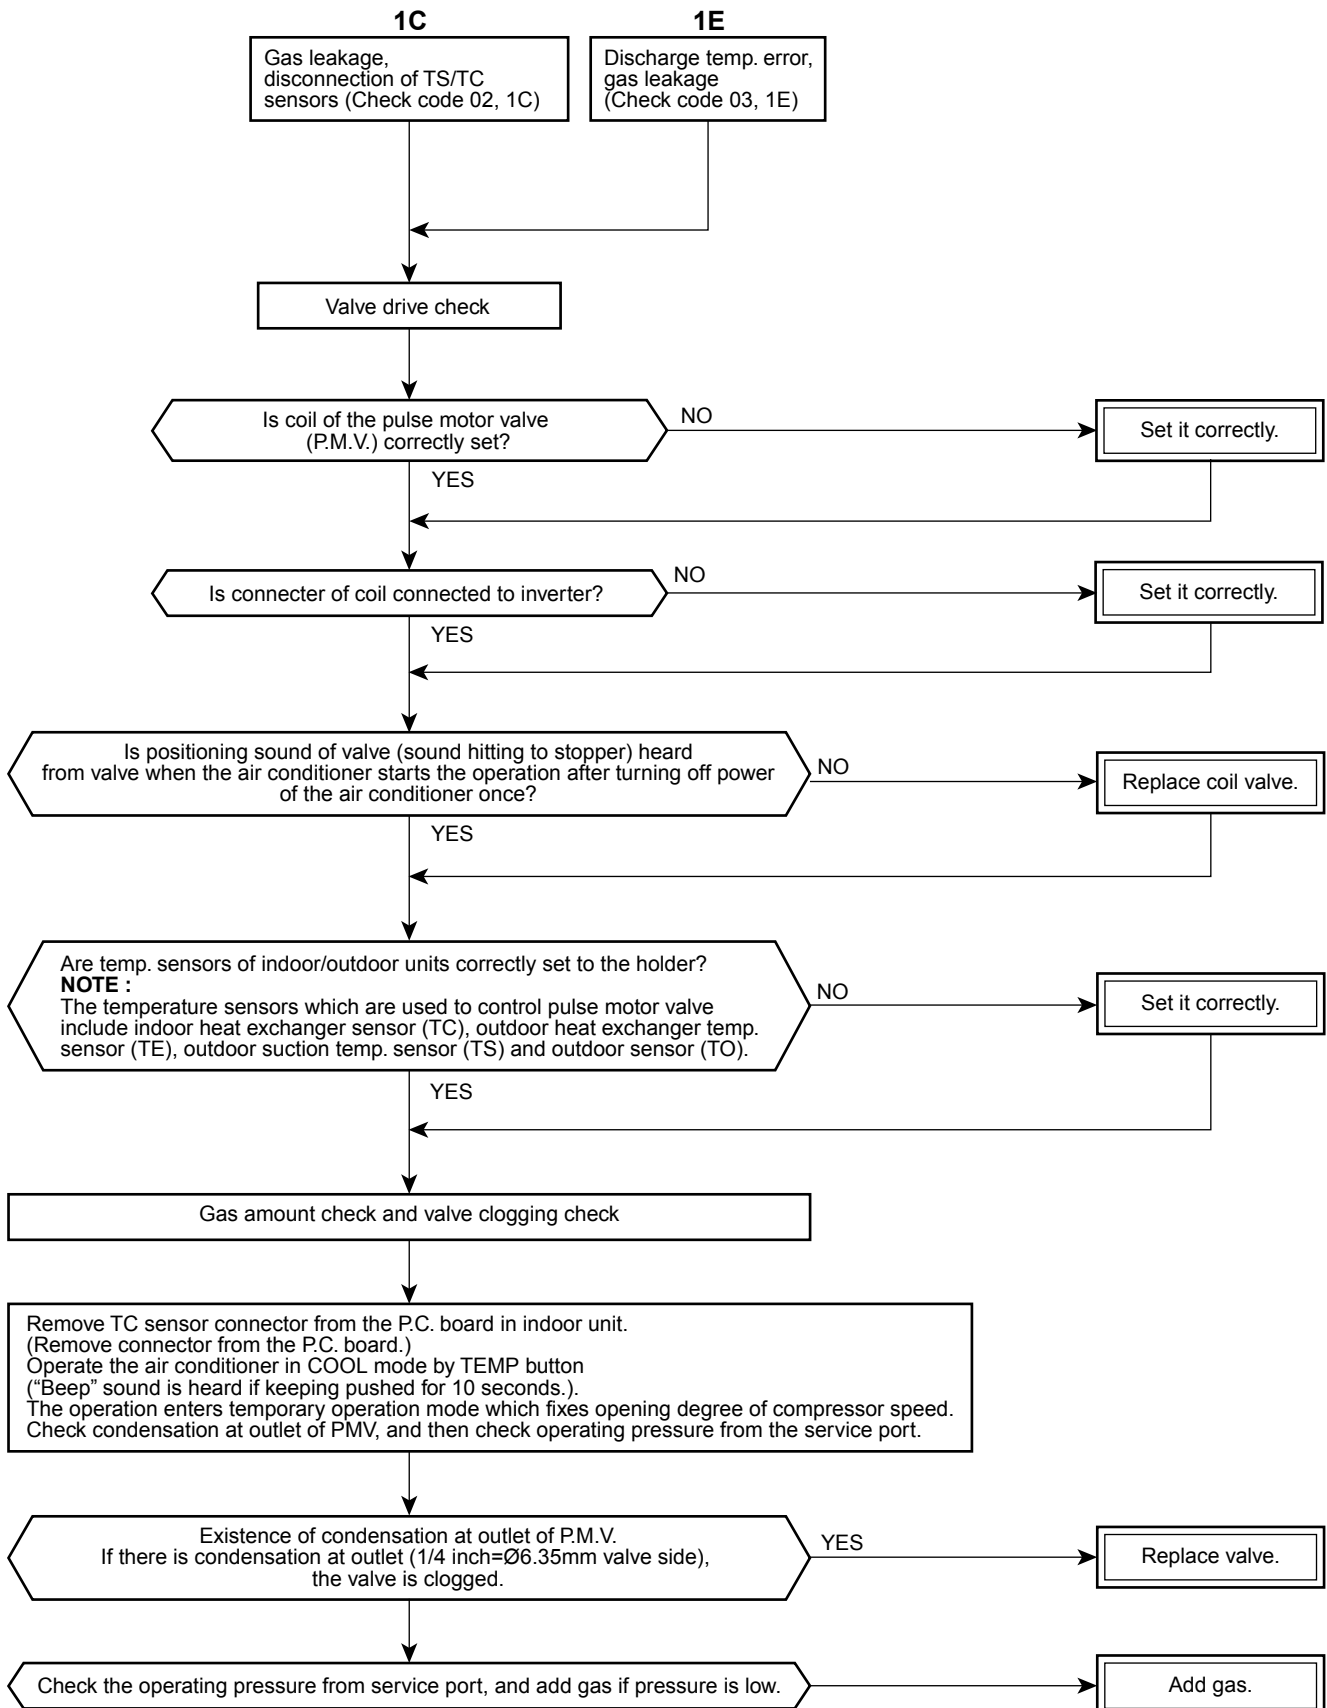 1C
Gas leakage,
disconnection of TS/TC
sensors (Check code 02, 1C)
1E
Discharge temp. error,
gas leakage
(Check code 03, 1E)
Valve drive check
Is coil of the pulse motor valve
(P.M.V.) correctly set?
NO
Set it correctly.
YES
Is connecter of coil connected to inverter?
NO
Set it correctly.
YES
Is positioning sound of valve (sound hitting to stopper) heard
from valve when the air conditioner starts the operation after turning off power
of the air conditioner once?
NO
Replace coil valve.
YES
Are temp. sensors of indoor/outdoor units correctly set to the holder?
NOTE :
The temperature sensors which are used to control pulse motor valve
include indoor heat exchanger sensor (TC), outdoor heat exchanger temp.
sensor (TE), outdoor suction temp. sensor (TS) and outdoor sensor (TO).
NO
Set it correctly.
YES
Gas amount check and valve clogging check
Remove TC sensor connector from the P.C. board in indoor unit.
(Remove connector from the P.C. board.)
Operate the air conditioner in COOL mode by TEMP button
(“Beep” sound is heard if keeping pushed for 10 seconds.).
The operation enters temporary operation mode which fixes opening degree of compressor speed.
Check condensation at outlet of PMV, and then check operating pressure from the service port.
Existence of condensation at outlet of P.M.V.
If there is condensation at outlet (1/4 inch=Ø6.35mm valve side),
the valve is clogged.
YES
Replace valve.
Check the operating pressure from service port, and add gas if pressure is low.
Add gas.